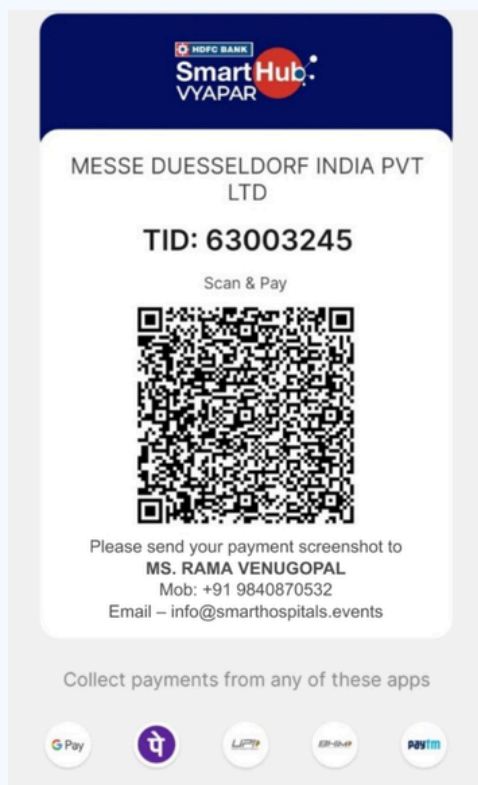 HDFC BANK
SmartHub
VYAPAR
MESSE DUESSELDORF INDIA PVT
LTD
TID: 63003245
Scan & Pay
Please send your payment screenshot to
MS. RAMA VENUGOPAL
Mob: +91 9840870532
Email – info@smarthospitals.events
Collect payments from any of these apps
G Pay
पे
UPI
BHIM
paytm